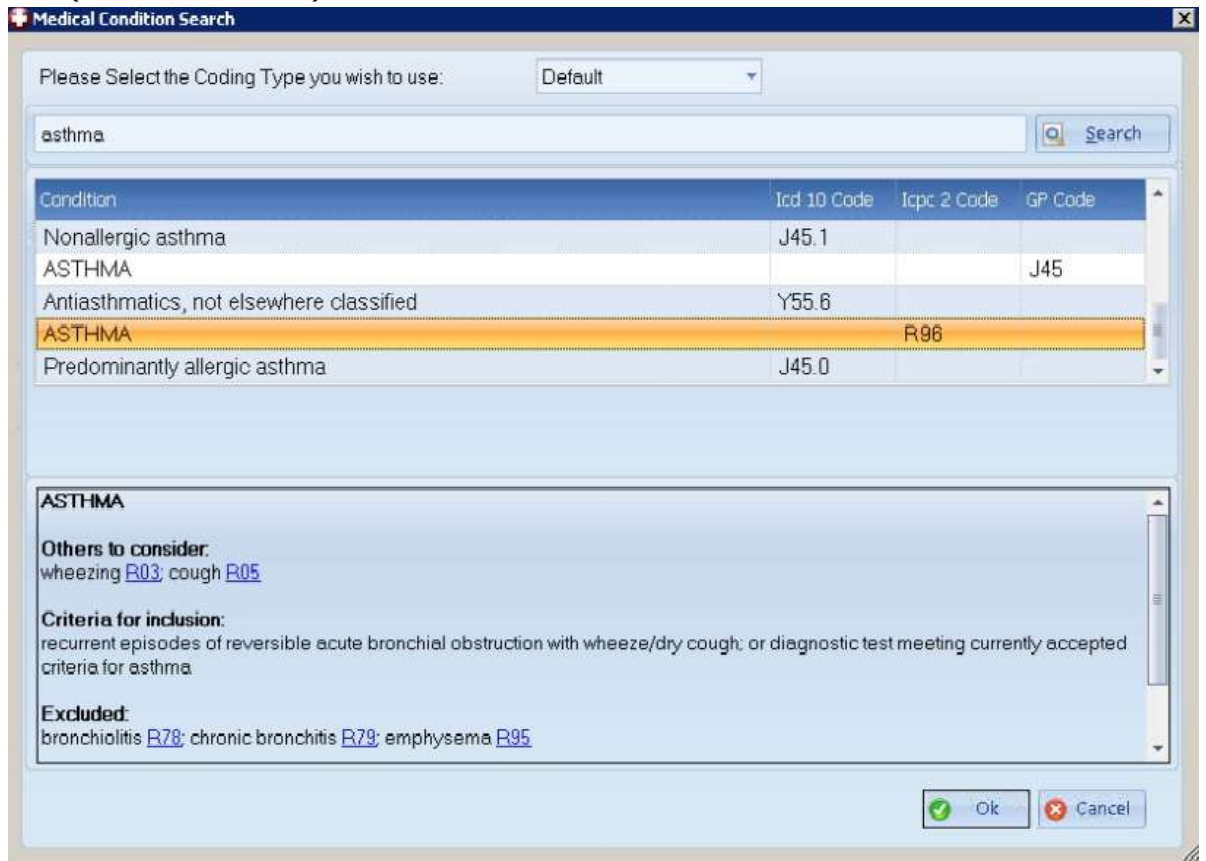 Medical Condition Search
Please Select the Coding Type you wish to use: Default
asthma Search
Condition Icd 10 Code Icpc 2 Code GP Code
Nonallergic asthma J45.1
ASTHMA J45
Antiasthmatics, not elsewhere classified Y55.6
ASTHMA R96
Predominantly allergic asthma J45.0
ASTHMA
Others to consider:
wheezing R03; cough R05
Criteria for inclusion:
recurrent episodes of reversible acute bronchial obstruction with wheeze/dry cough; or diagnostic test meeting currently accepted
criteria for asthma
Excluded:
bronchiolitis R78; chronic bronchitis R79; emphysema R95
Ok Cancel